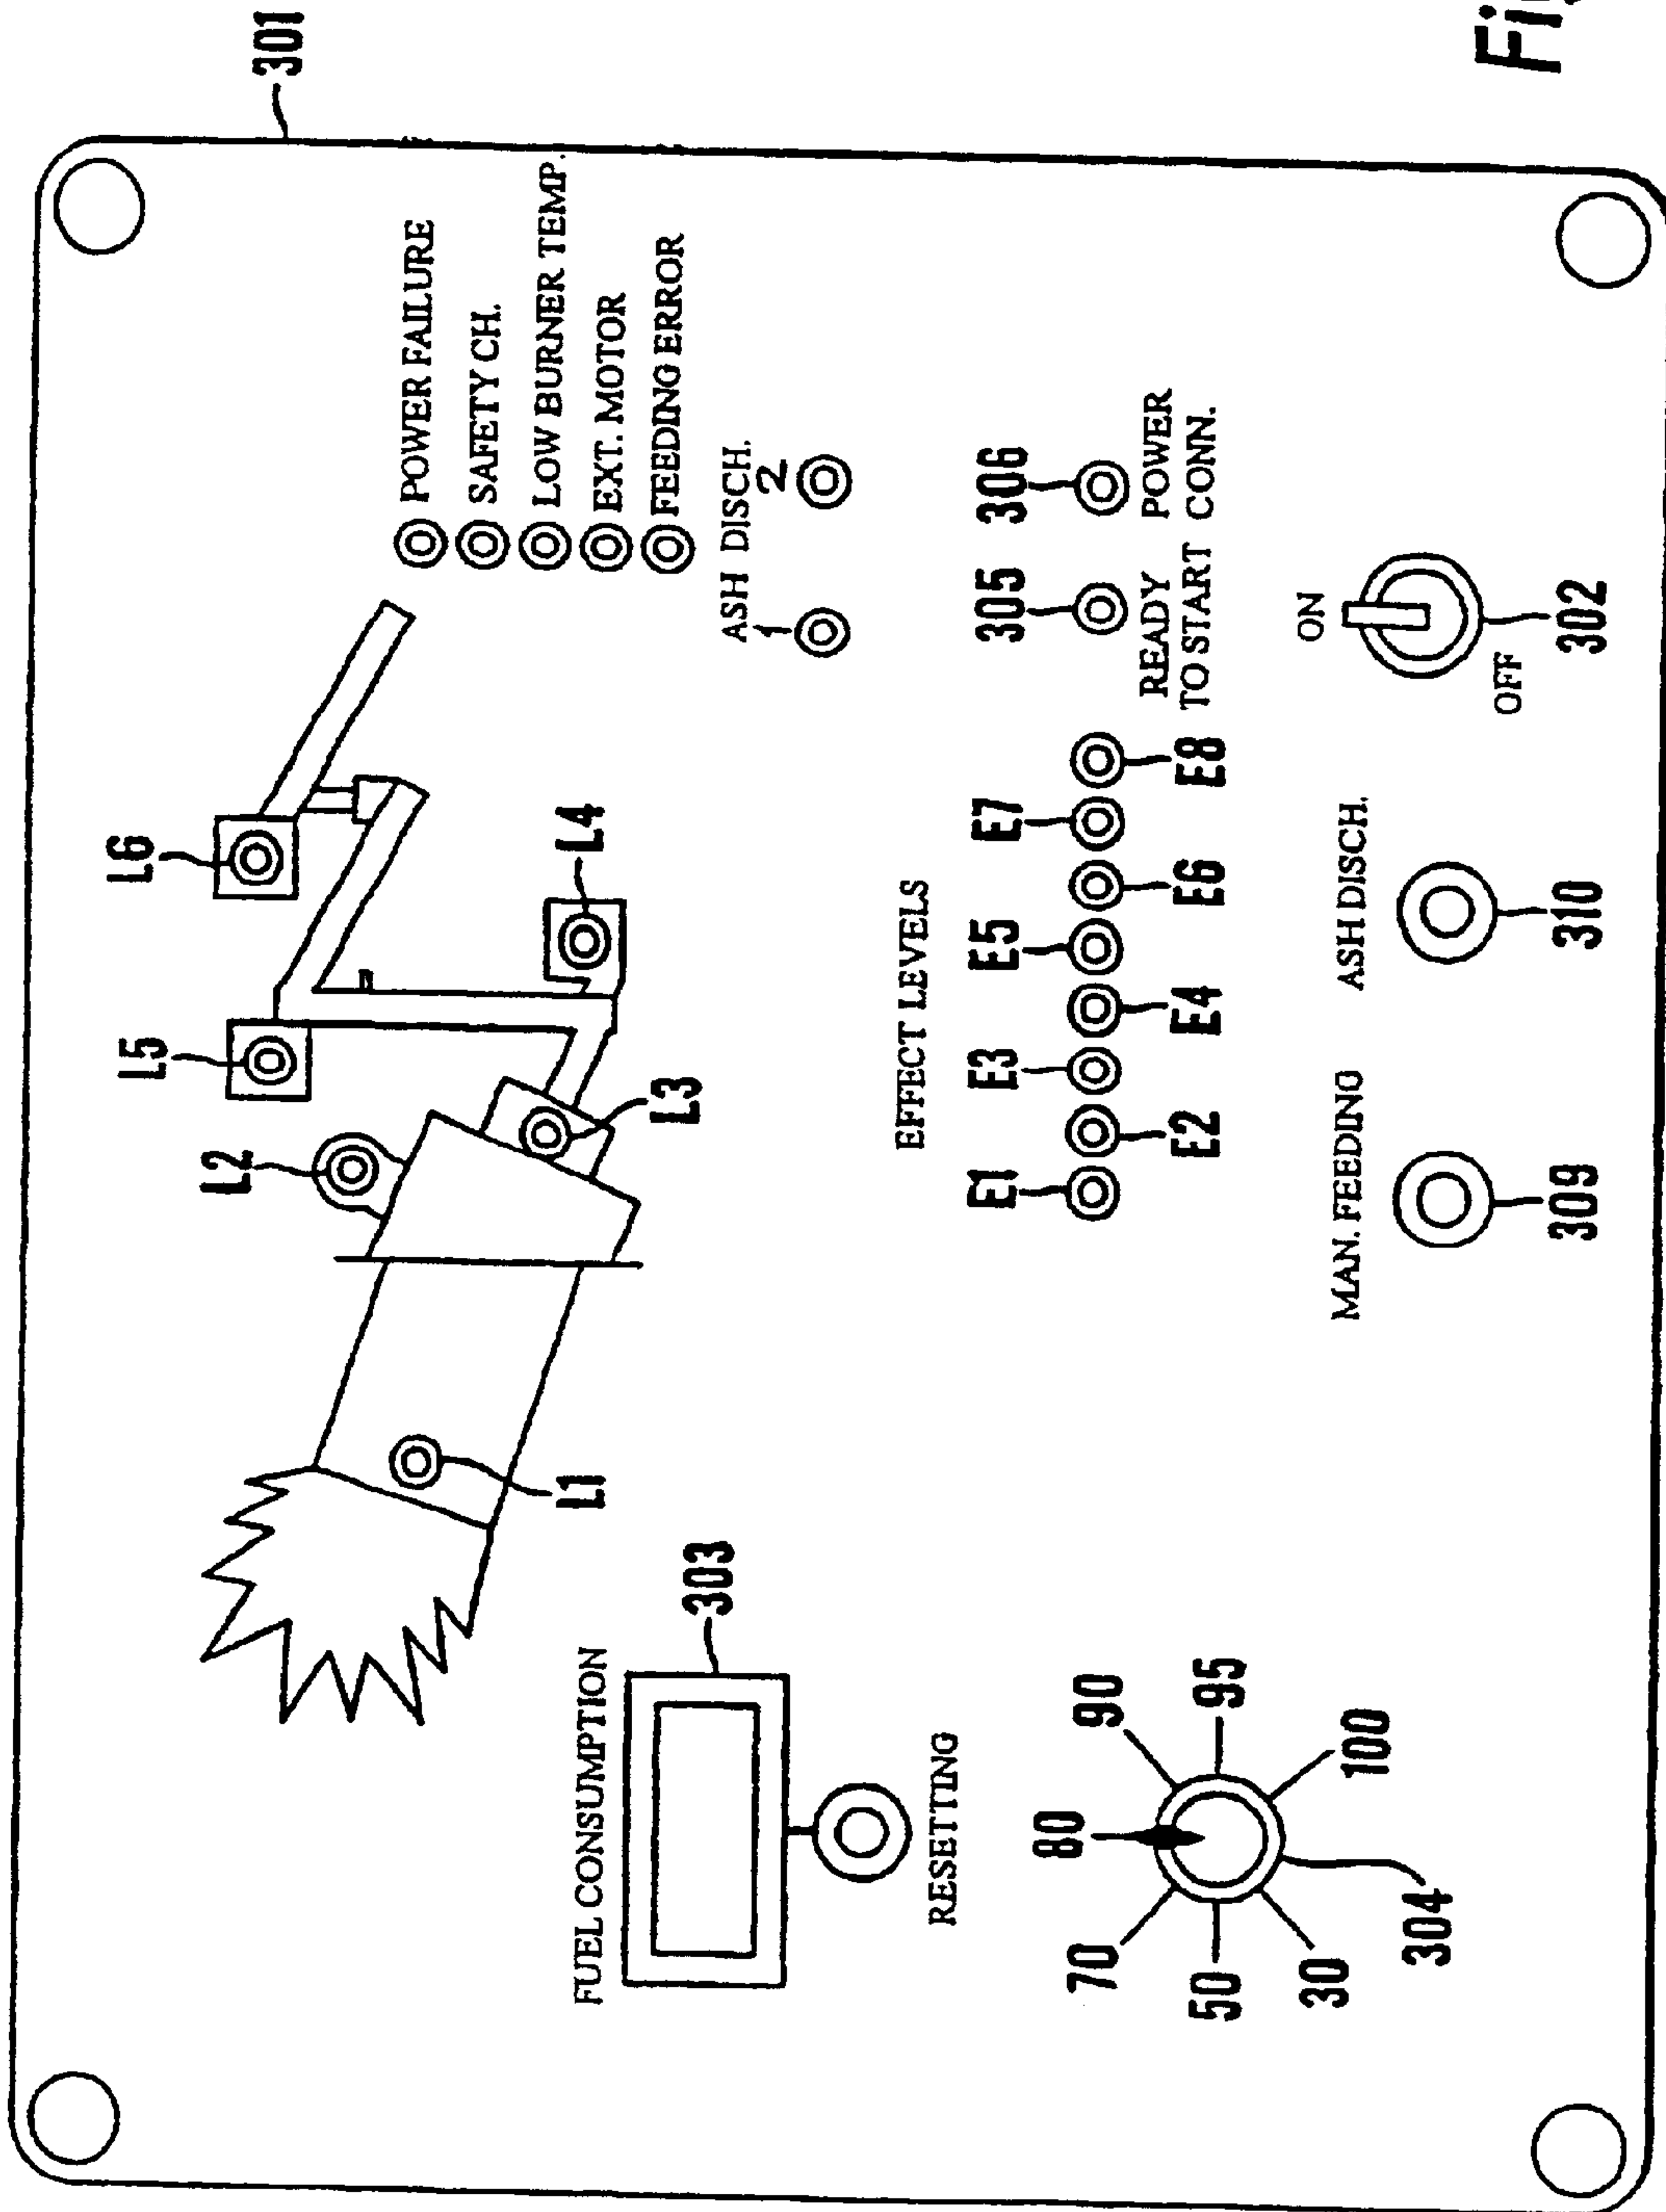 301
L6
L5
L2
L4
L3
L1
POWER FAILURE
SAFETY CH.
LOW BURNER TEMP.
EXT. MOTOR
FEEDING ERROR
ASH DISCH.
1 2
FUEL CONSUMPTION
303
RESETTING
EFFECT LEVELS
E1 E3 E5 E7
E2 E4 E6 E8
305 306
READY TO START
POWER CONN.
80
70 90
50 95
30 100
304
MAN. FEEDING
309
ASH DISCH.
310
ON
OFF
302